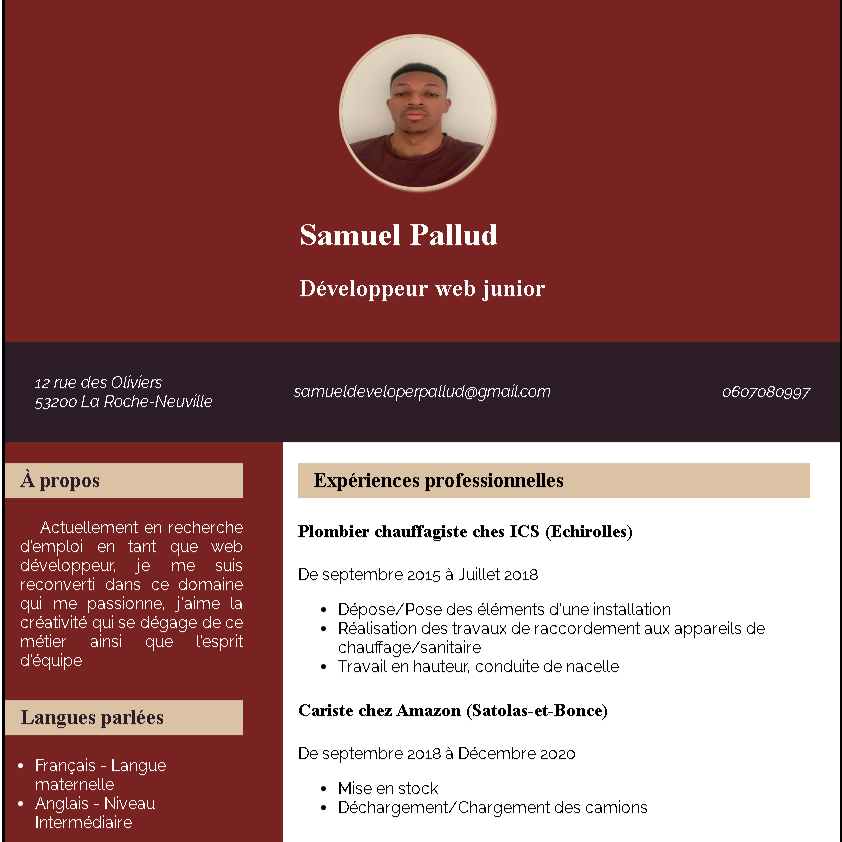 Samuel Pallud
Développeur web junior
12 rue des Oliviers
53200 La Roche-Neuville
samueldeveloperpallud@gmail.com
0607080997
À propos
Actuellement en recherche
d'emploi en tant que web
développeur, je me suis
reconverti dans ce domaine
qui me passionne, j'aime la
créativité qui se dégage de ce
métier ainsi que l'esprit
d'équipe
Langues parlées
• Français - Langue
maternelle
• Anglais - Niveau
Intermédiaire
Expériences professionnelles
Plombier chauffagiste ches ICS (Echirolles)
De septembre 2015 à Juillet 2018
• Dépose/Pose des éléments d'une installation
• Réalisation des travaux de raccordement aux appareils de
chauffage/sanitaire
• Travail en hauteur, conduite de nacelle
Cariste chez Amazon (Satolas-et-Bonce)
De septembre 2018 à Décembre 2020
• Mise en stock
• Déchargement/Chargement des camions